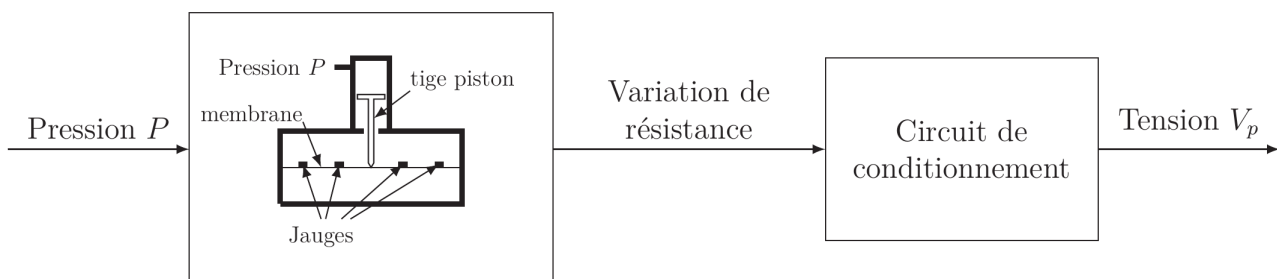 Pression P
Pression P
tige piston
membrane
Jauges
Variation de
résistance
Circuit de
conditionnement
Tension Vₚ